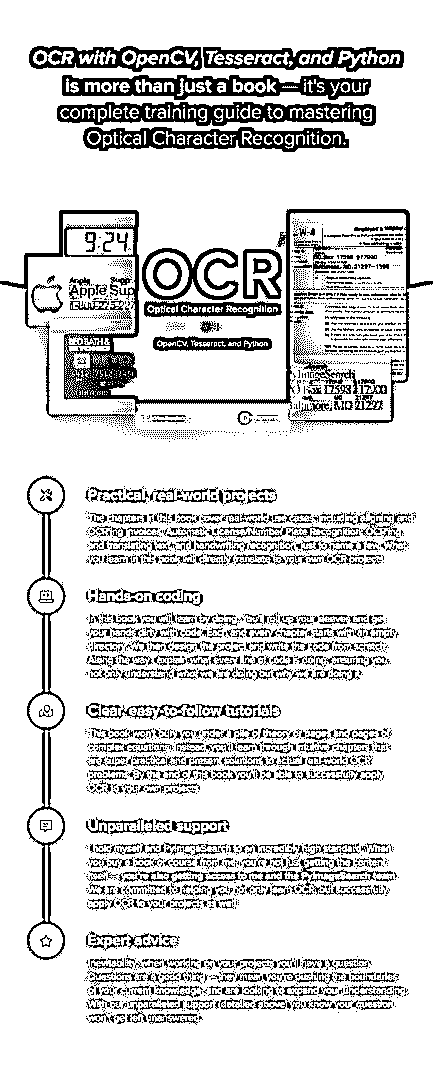 OCR with OpenCV, Tesseract, and Python
is more than just a book — it's your
complete training guide to mastering
Optical Character Recognition.
9:24
W-4
Apple
Apple Sup
OCR
Optical Character Recognition
OpenCV, Tesseract, and Python
ImageSearch
Box 17598 #17900
Baltimore, MD 21297
Practical, real-world projects
The chapters in this book cover real-world use cases, including aligning and
OCR'ing invoices, Automatic License/Number Plate Recognition, OCR'ing
and translating text, and handwriting recognition, just to name a few. What
you learn in this book will directly translate to your own OCR projects.
Hands-on coding
In this book you will learn by doing. You'll roll up your sleeves and get
your hands dirty with code. Each and every chapter starts with an empty
directory. We then design the project and write the code from scratch.
Along the way I explain what every line of code is doing, ensuring you
not only understand what we are doing but why we are doing it.
Clear, easy-to-follow tutorials
This book won't bury you under a pile of theory or pages and pages of
complex equations. Instead, you'll learn through intuitive chapters that
are super practical and present solutions to actual, real-world OCR
problems. By the end of this book you'll be able to successfully apply
OCR to your own projects.
Unparalleled support
I hold myself and PyImageSearch to an incredibly high standard. When
you buy a book or course from me, you're not just getting the content
itself — you're also getting access to me and the PyImageSearch team.
We are committed to helping you not only learn OCR, but successfully
apply OCR to your projects as well.
Expert advice
Inevitably, when working on your projects you'll have a question.
Questions are a good thing — they mean you're pushing the boundaries
of your current knowledge and are looking to expand your understanding.
With our unparalleled support detailed above you know your question
won't get left unanswered.